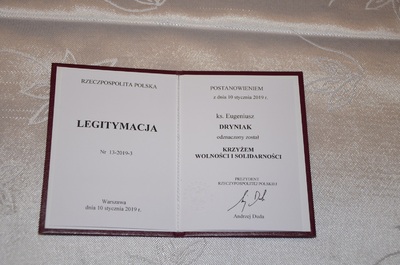 RZECZPOSPOLITA POLSKA
LEGITYMACJA
Nr 13-2019-3
Warszawa
dnia 10 stycznia 2019 r.
POSTANOWIENIEM
z dnia 10 stycznia 2019 r.
ks. Eugeniusz
DRYNIAK
odznaczony został
KRZYŻEM
WOLNOŚCI I SOLIDARNOŚCI
PREZYDENT
RZECZYPOSPOLITEJ POLSKIEJ
Andrzej Duda